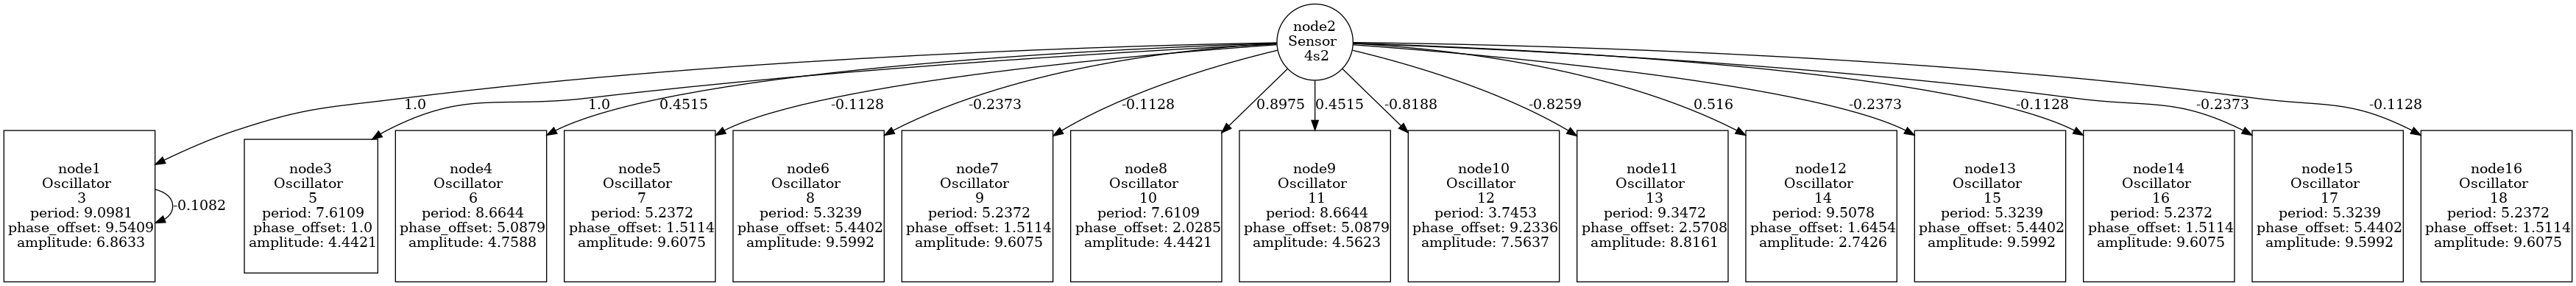 node2
Sensor
4s2
1.0
1.0
0.4515
-0.1128
-0.2373
-0.1128
0.8975
0.4515
-0.8188
-0.8259
0.516
-0.2373
-0.1128
-0.2373
-0.1128
node1
Oscillator
3
period: 9.0981
phase_offset: 9.5409
amplitude: 6.8633
-0.1082
node3
Oscillator
5
period: 7.6109
phase_offset: 1.0
amplitude: 4.4421
node4
Oscillator
6
period: 8.6644
phase_offset: 5.0879
amplitude: 4.7588
node5
Oscillator
7
period: 5.2372
phase_offset: 1.5114
amplitude: 9.6075
node6
Oscillator
8
period: 5.3239
phase_offset: 5.4402
amplitude: 9.5992
node7
Oscillator
9
period: 5.2372
phase_offset: 1.5114
amplitude: 9.6075
node8
Oscillator
10
period: 7.6109
phase_offset: 2.0285
amplitude: 4.4421
node9
Oscillator
11
period: 8.6644
phase_offset: 5.0879
amplitude: 4.5623
node10
Oscillator
12
period: 3.7453
phase_offset: 9.2336
amplitude: 7.5637
node11
Oscillator
13
period: 9.3472
phase_offset: 2.5708
amplitude: 8.8161
node12
Oscillator
14
period: 9.5078
phase_offset: 1.6454
amplitude: 2.7426
node13
Oscillator
15
period: 5.3239
phase_offset: 5.4402
amplitude: 9.5992
node14
Oscillator
16
period: 5.2372
phase_offset: 1.5114
amplitude: 9.6075
node15
Oscillator
17
period: 5.3239
phase_offset: 5.4402
amplitude: 9.5992
node16
Oscillator
18
period: 5.2372
phase_offset: 1.5114
amplitude: 9.6075